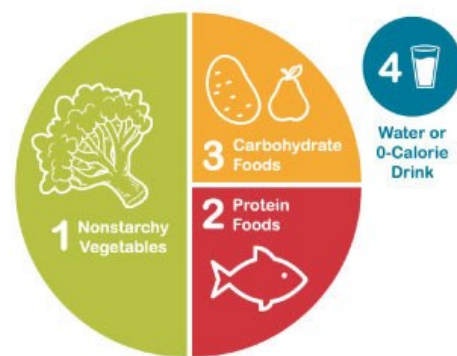 1 Nonstarchy
Vegetables
2 Protein
Foods
3 Carbohydrate
Foods
4
Water or
0-Calorie
Drink